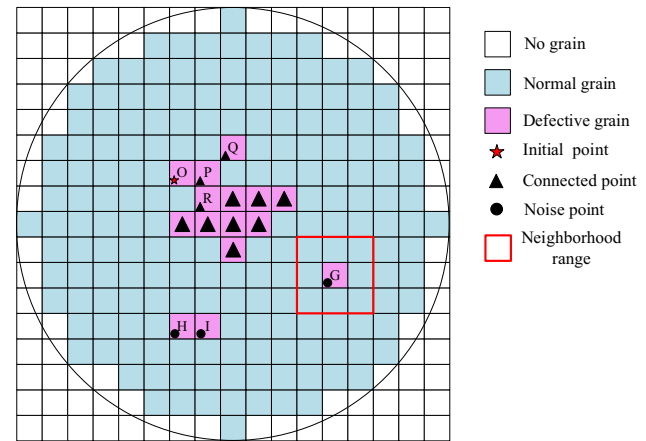 Q
O P
R
G
H I
No grain
Normal grain
Defective grain
Initial point
Connected point
Noise point
Neighborhood
range